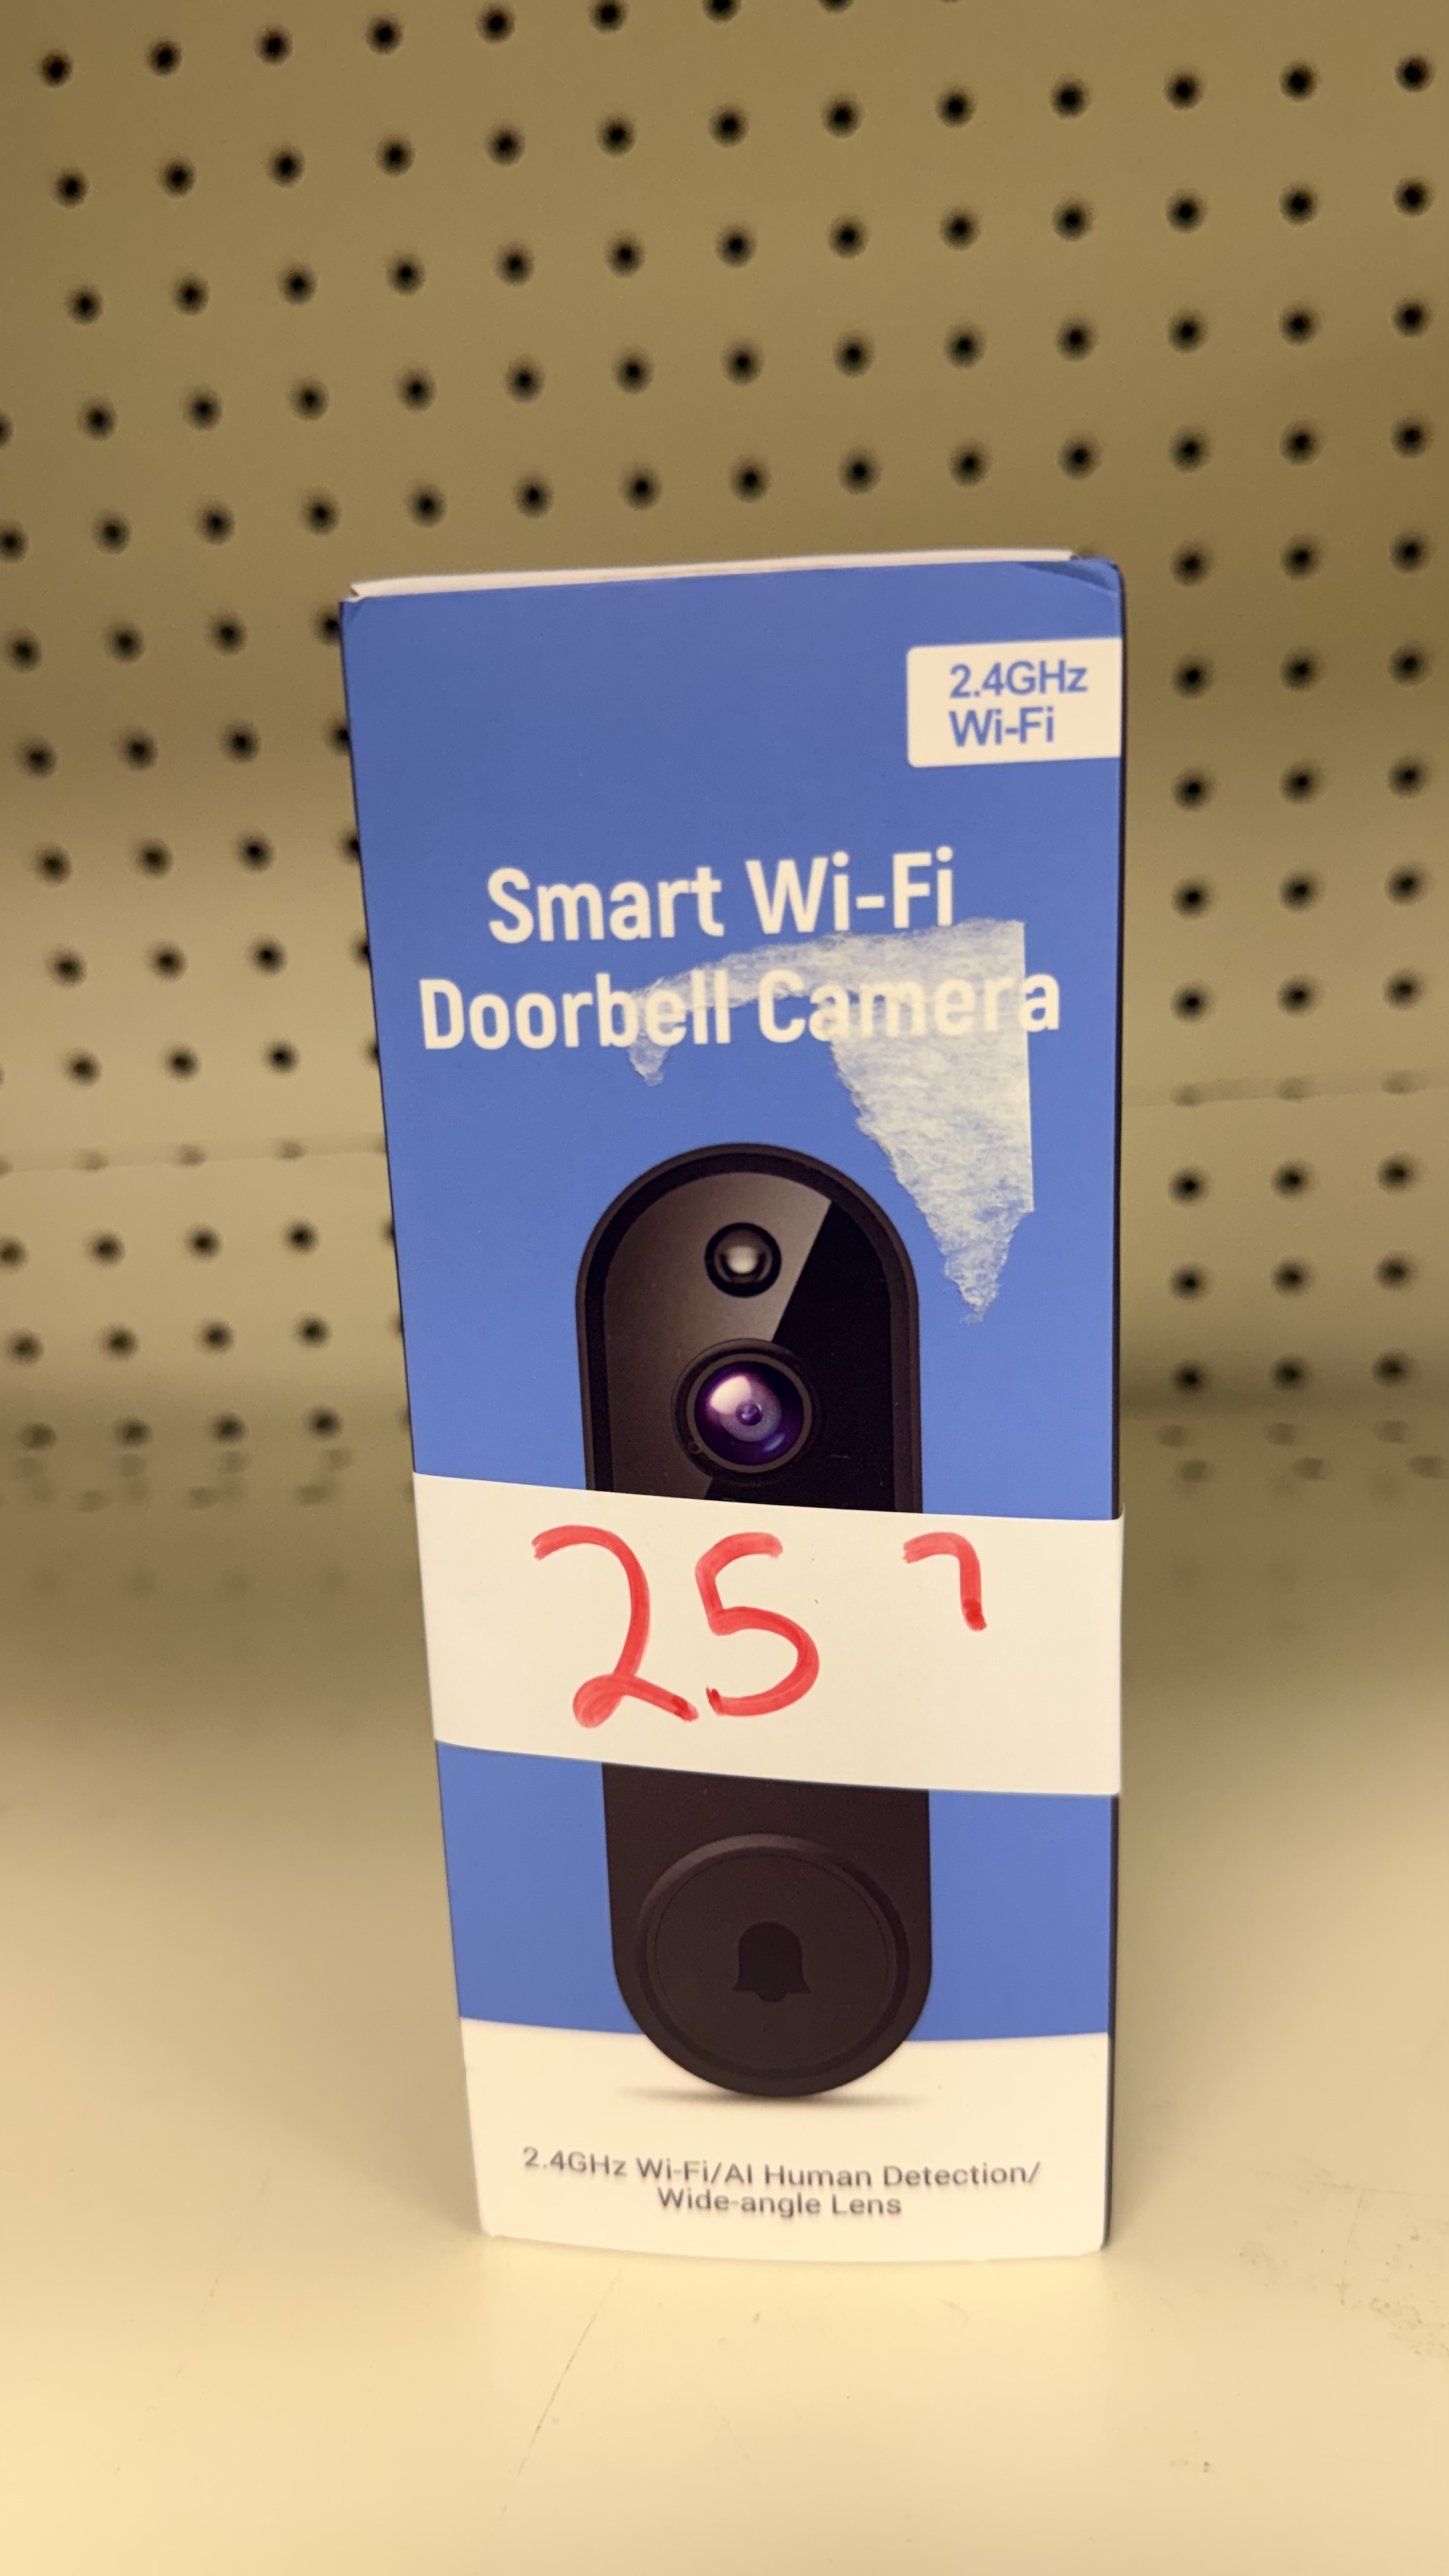 2.4GHz
Wi-Fi
Smart Wi-Fi
Doorbell Camera
25
2.4GHz Wi-Fi/AI Human Detection/
Wide-angle Lens